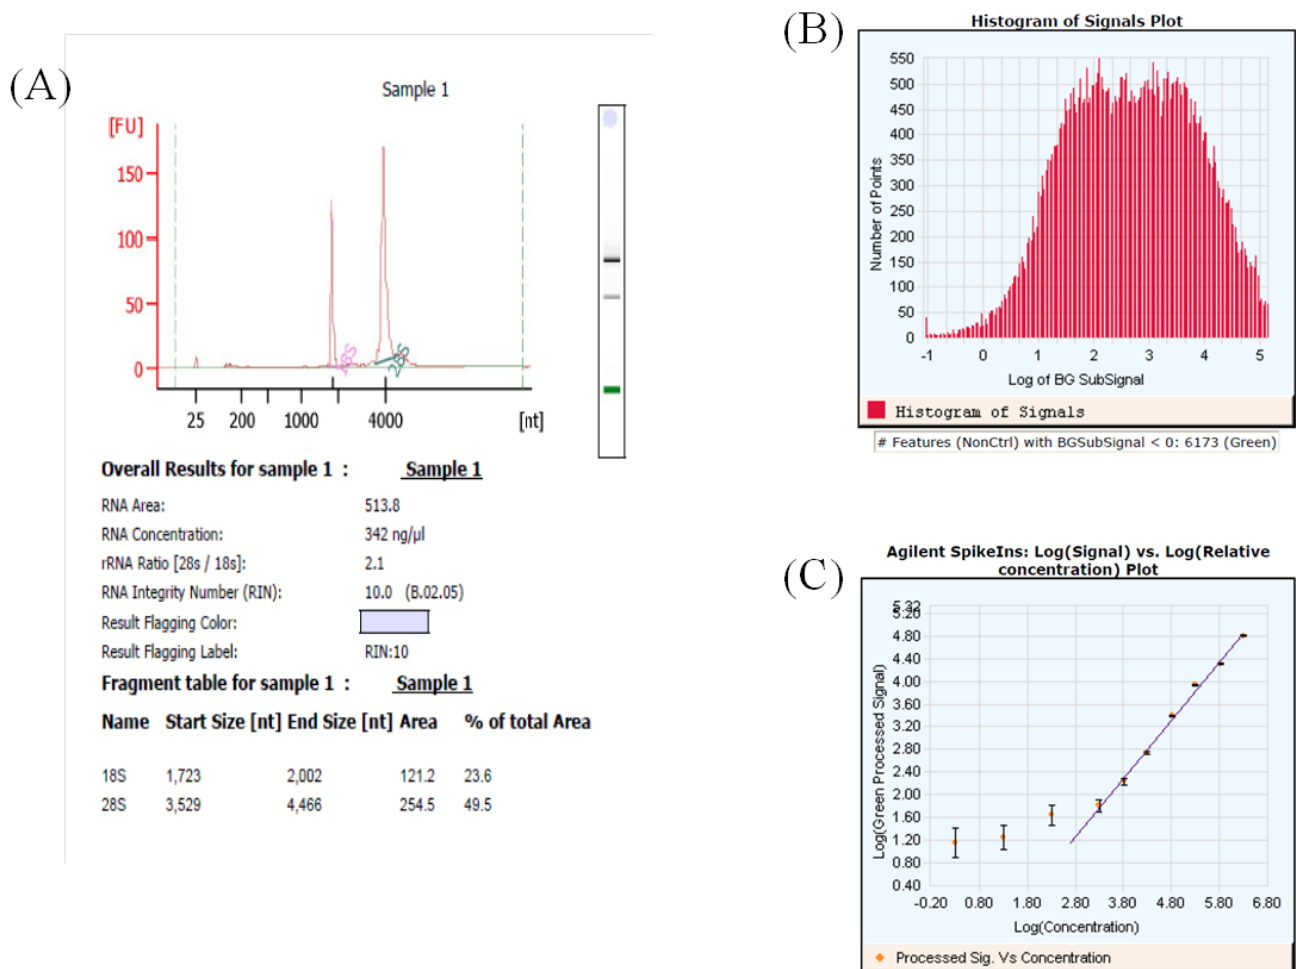 (A)
Sample 1
[FU]
150
100
50
0
18S
28S
25 200 1000 4000 [nt]
Overall Results for sample 1 : Sample 1
RNA Area: 513.8
RNA Concentration: 342 ng/µl
rRNA Ratio [28s / 18s]: 2.1
RNA Integrity Number (RIN): 10.0 (B.02.05)
Result Flagging Color:
Result Flagging Label: RIN:10
Fragment table for sample 1 : Sample 1
Name Start Size [nt] End Size [nt] Area % of total Area
18S 1,723 2,002 121.2 23.6
28S 3,529 4,466 254.5 49.5
(B)
Histogram of Signals Plot
Number of Points
550
500
450
400
350
300
250
200
150
100
50
0
-1 0 1 2 3 4 5
Log of BG SubSignal
Histogram of Signals
# Features (NonCtrl) with BGSubSignal < 0: 6173 (Green)
(C)
Agilent SpikeIns: Log(Signal) vs. Log(Relative
concentration) Plot
Log(Green Processed Signal)
5.32
5.20
4.80
4.40
4.00
3.60
3.20
2.80
2.40
2.00
1.60
1.20
0.80
0.40
-0.20 0.80 1.80 2.80 3.80 4.80 5.80 6.80
Log(Concentration)
Processed Sig. Vs Concentration